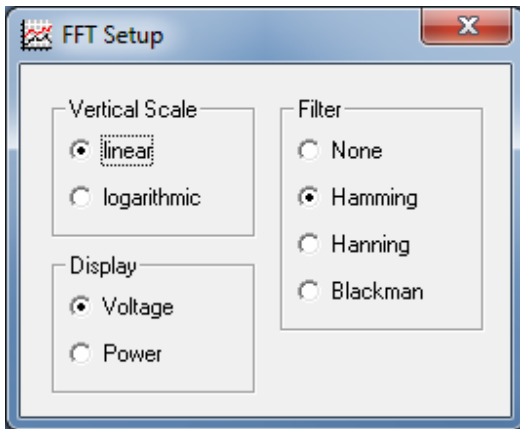 FFT Setup
Vertical Scale
linear
logarithmic
Display
Voltage
Power
Filter
None
Hamming
Hanning
Blackman